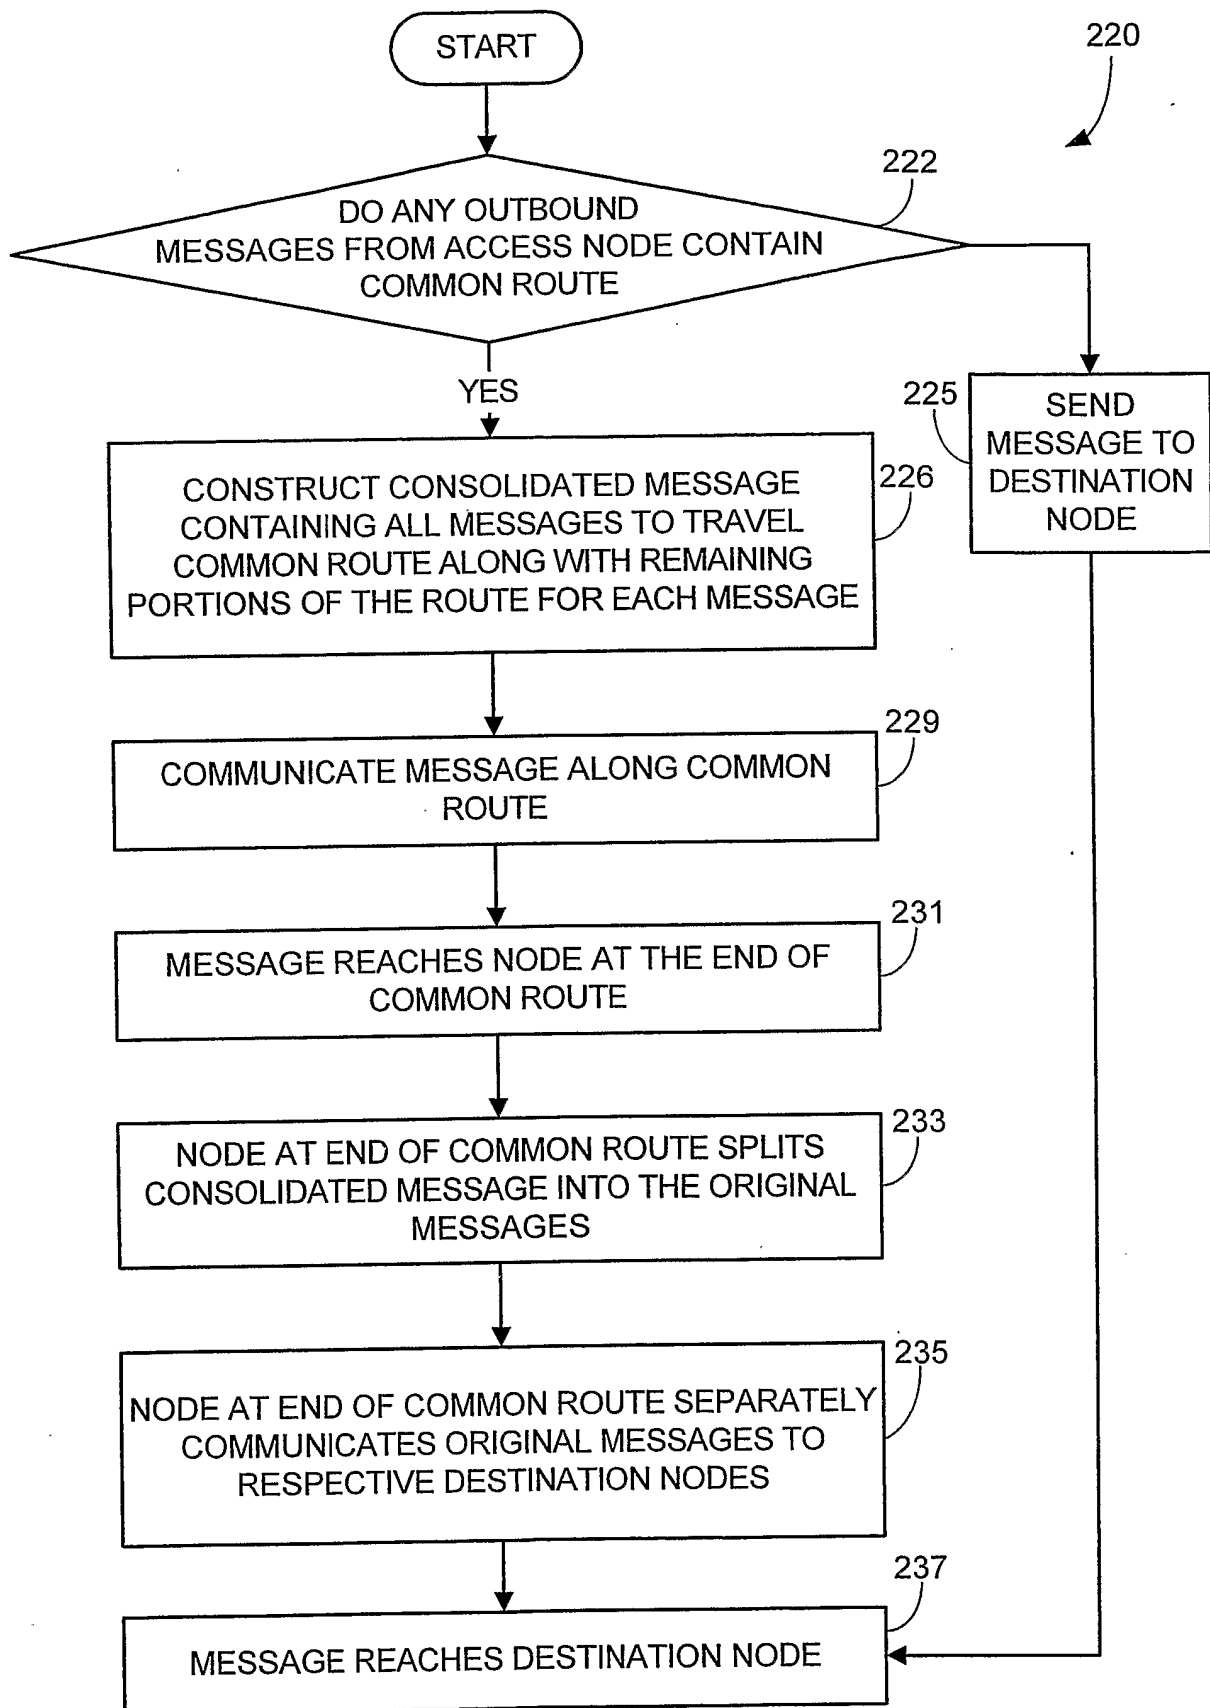 START
220
222
DO ANY OUTBOUND
MESSAGES FROM ACCESS NODE CONTAIN
COMMON ROUTE
YES
225
SEND
MESSAGE TO
DESTINATION
NODE
226
CONSTRUCT CONSOLIDATED MESSAGE
CONTAINING ALL MESSAGES TO TRAVEL
COMMON ROUTE ALONG WITH REMAINING
PORTIONS OF THE ROUTE FOR EACH MESSAGE
229
COMMUNICATE MESSAGE ALONG COMMON
ROUTE
231
MESSAGE REACHES NODE AT THE END OF
COMMON ROUTE
233
NODE AT END OF COMMON ROUTE SPLITS
CONSOLIDATED MESSAGE INTO THE ORIGINAL
MESSAGES
235
NODE AT END OF COMMON ROUTE SEPARATELY
COMMUNICATES ORIGINAL MESSAGES TO
RESPECTIVE DESTINATION NODES
237
MESSAGE REACHES DESTINATION NODE